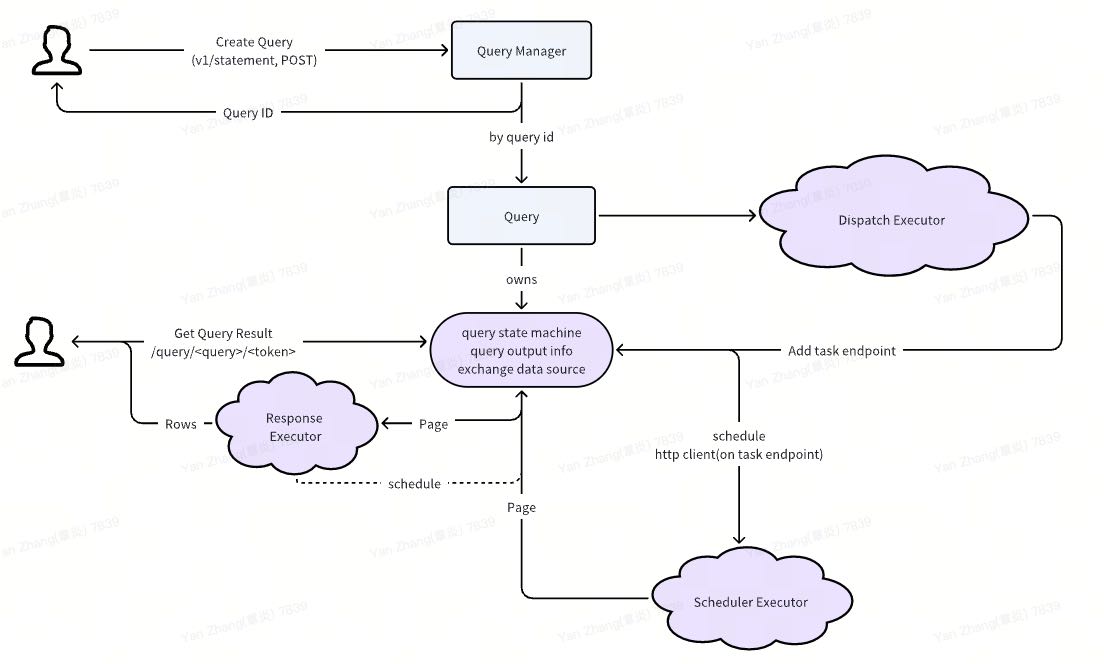 Create Query
(v1/statement, POST)
Query Manager
Query ID
by query id
Query
Dispatch Executor
owns
Get Query Result
/query/<query>/<token>
query state machine
query output info
exchange data source
Add task endpoint
Response
Executor
Rows
Page
schedule
http client(on task endpoint)
schedule
Page
Scheduler Executor
Yan Zhang(章炎) 7839